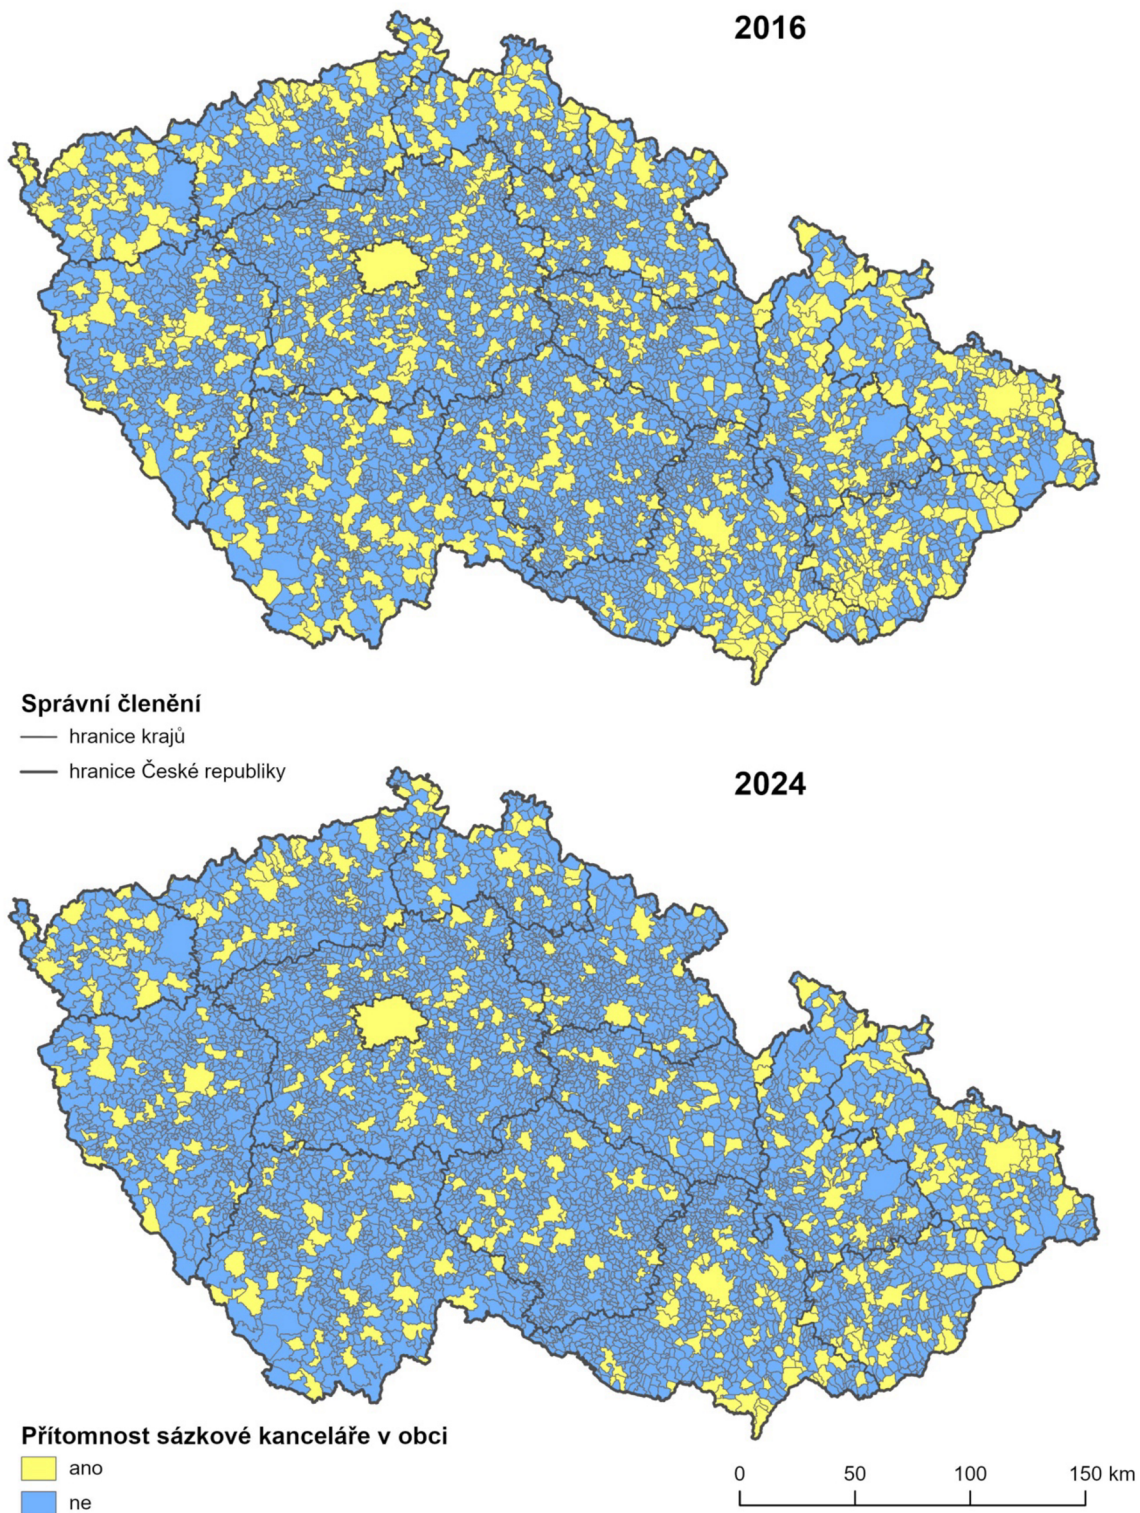 2016
Správní členění
hranice krajů
hranice České republiky
2024
Přítomnost sázkové kanceláře v obci
ano
ne
0 50 100 150 km